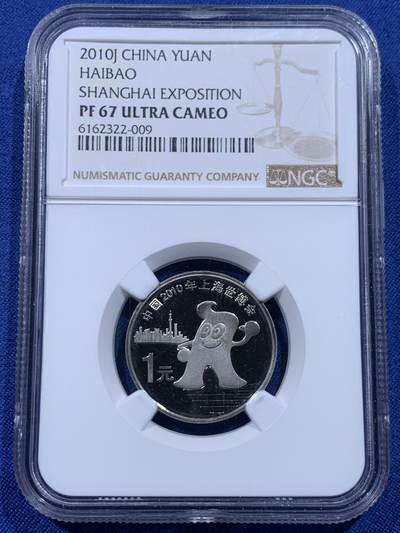 2010J CHINA YUAN
HAIBAO
SHANGHAI EXPOSITION
PF 67 ULTRA CAMEO
6162322-009
NUMISMATIC GUARANTY COMPANY NGC
中国2010年上海世博会
1元